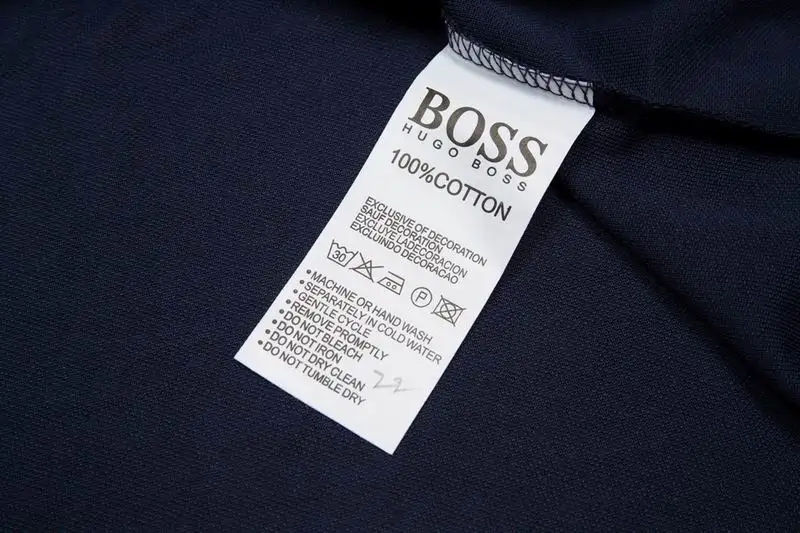 BOSS
HUGO BOSS
100%COTTON
EXCLUSIVE OF DECORATION
SAUF DECORATION
EXCLUYE LADECORACION
EXCLUINDO DECORACAO
30 P
• MACHINE OR HAND WASH
• SEPARATELY IN COLD WATER
• GENTLE CYCLE
• REMOVE PROMPTLY
• DO NOT BLEACH
• DO NOT IRON
• DO NOT DRY CLEAN
• DO NOT TUMBLE DRY
22